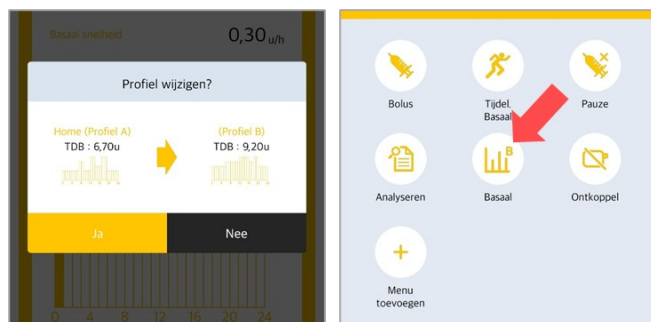 Basaal snelheid 0,30 u/h
Profiel wijzigen?
Home (Profiel A)
TDB : 6,70u
(Profiel B)
TDB : 9,20u
Ja
Nee
0 4 8 12 16 20 24
Bolus
Tijdel.
Basaal
Pauze
Analyseren
B
Basaal
Ontkoppel
Menu
toevoegen